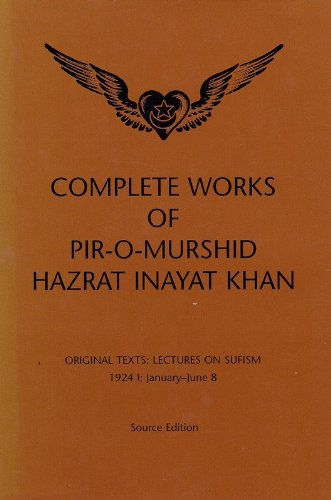 COMPLETE WORKS
OF
PIR-O-MURSHID
HAZRAT INAYAT KHAN
ORIGINAL TEXTS: LECTURES ON SUFISM
1924 I: January–June 8
Source Edition